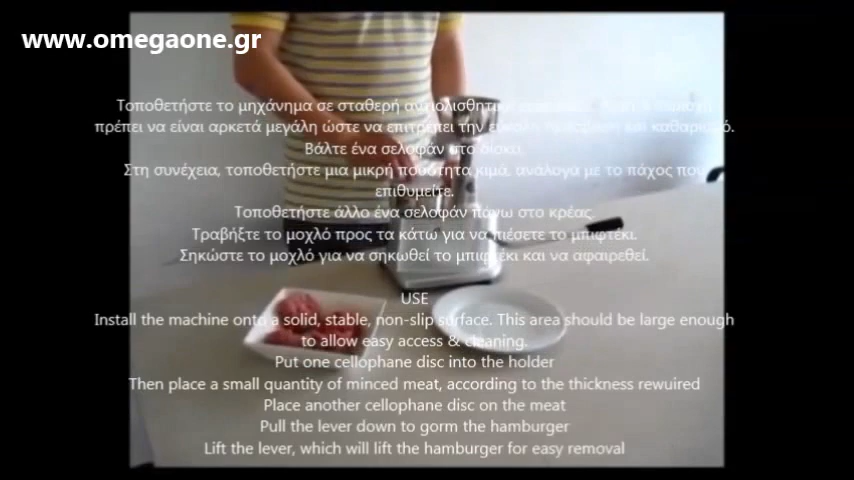 www.omegaone.gr
Τοποθετήστε το μηχάνημα σε σταθερή αντιολισθητική
πρέπει να είναι αρκετά μεγάλη ώστε να επιτρέπει την εύκολη και καθαρισμό.
Βάλτε ένα σελοφάν στο δίσκο.
Στη συνέχεια, τοποθετήστε μια μικρή ποσότητα κιμά, ανάλογα με το πάχος που
επιθυμείτε.
Τοποθετήστε άλλο ένα σελοφάν πάνω στο κρέας.
Τραβήξτε το μοχλό προς τα κάτω για να πιέσετε το μπιφτέκι.
Σηκώστε το μοχλό για να σηκωθεί το μπιφτέκι και να αφαιρεθεί.
USE
Install the machine onto a solid, stable, non-slip surface. This area should be large enough
to allow easy access & cleaning.
Put one cellophane disc into the holder
Then place a small quantity of minced meat, according to the thickness rewuired
Place another cellophane disc on the meat
Pull the lever down to gorm the hamburger
Lift the lever, which will lift the hamburger for easy removal